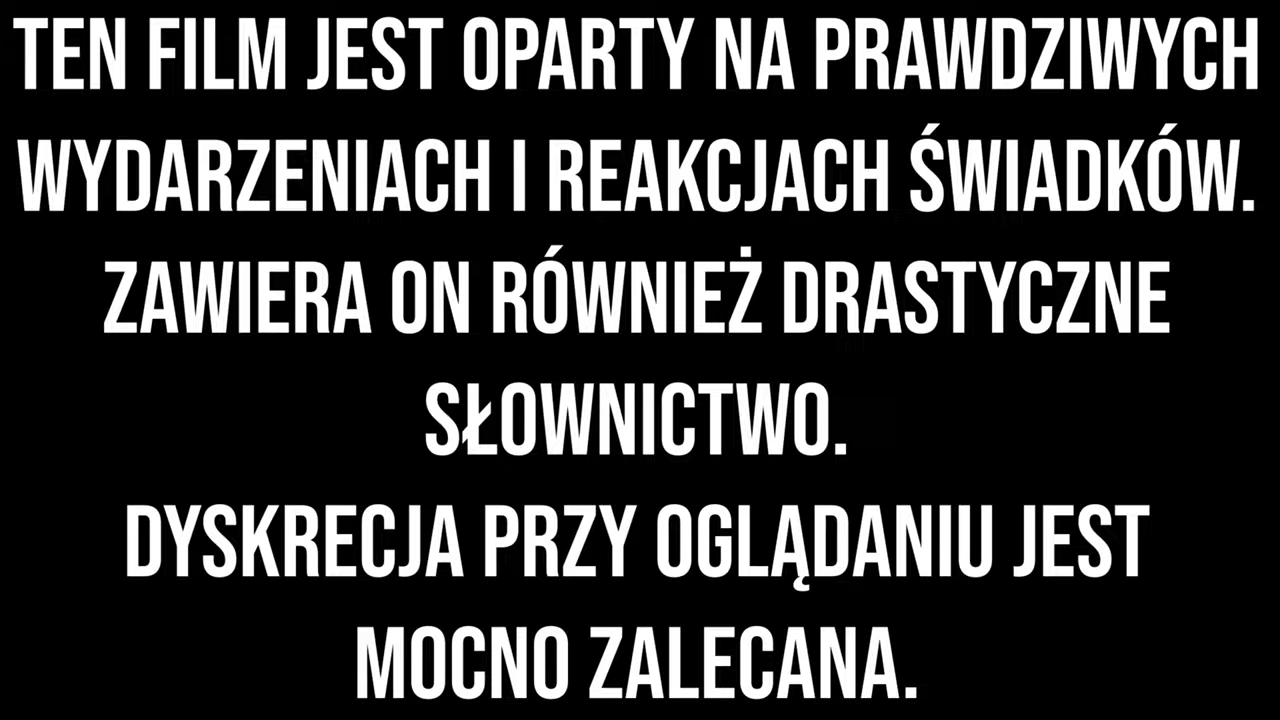 TEN FILM JEST OPARTY NA PRAWDZIWYCH
WYDARZENIACH I REAKCJACH ŚWIADKÓW.
ZAWIERA ON RÓWNIEŻ DRASTYCZNE
SŁOWNICTWO.
DYSKRECJA PRZY OGLĄDANIU JEST
MOCNO ZALECANA.